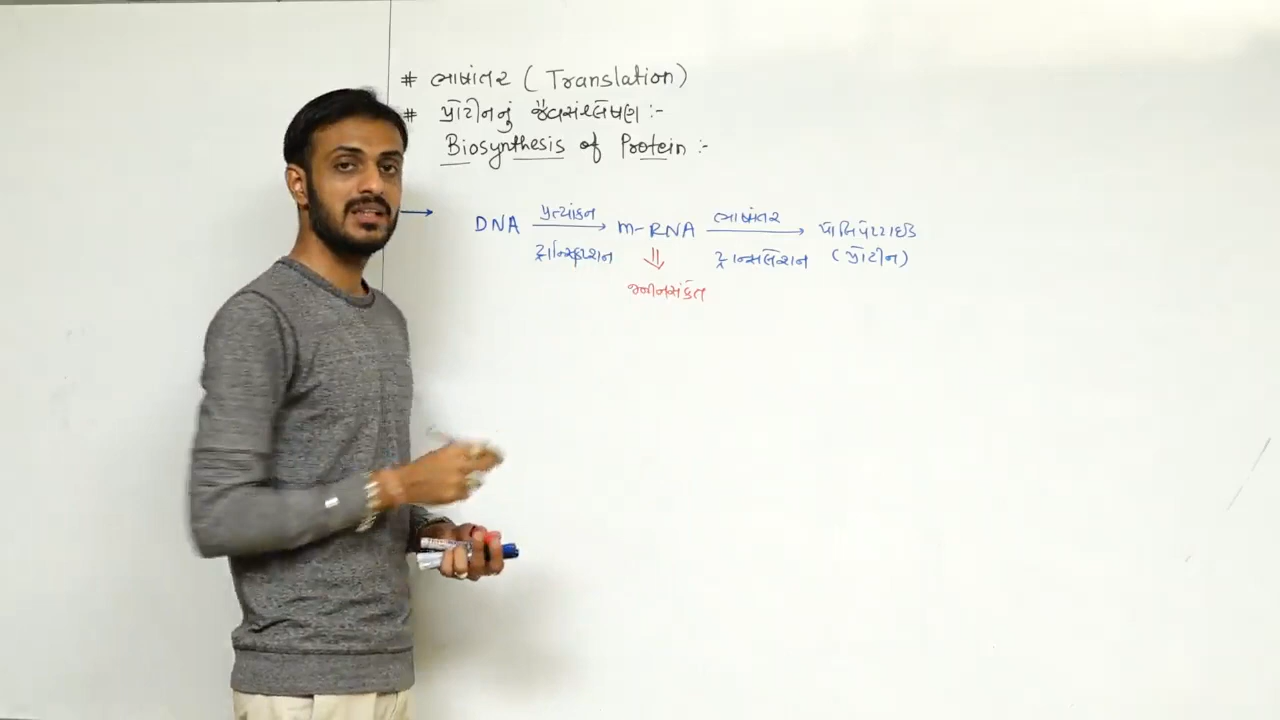 # ભાષાંતર ( Translation )
# પ્રોટીનનું જૈવસંશ્લેષણ :-
Biosynthesis of Protein :-
→ DNA પ્રત્યાંકન → m-RNA ભાષાંતર → પોલિપેપ્ટાઇડ
ટ્રાન્સ્ક્રિપ્શન ⇓ ટ્રાન્સલેશન ( પ્રોટીન )
જનીનસંકેત